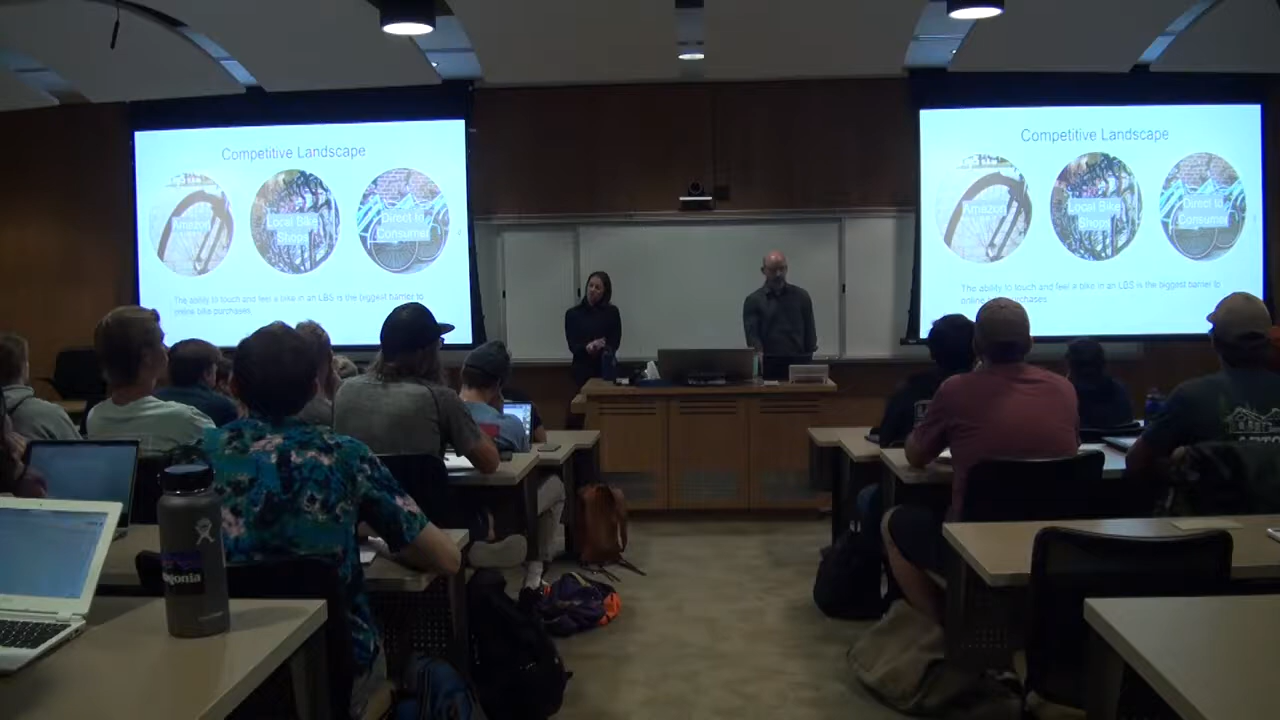 Competitive Landscape
Amazon
Local Bike
Shops
Direct to
Consumer
The ability to touch and feel a bike in an LBS is the biggest barrier to
online bike purchases
Competitive Landscape
Amazon
Local Bike
Shops
Direct to
Consumer
The ability to touch and feel a bike in an LBS is the biggest barrier to
online bike purchases
agonia